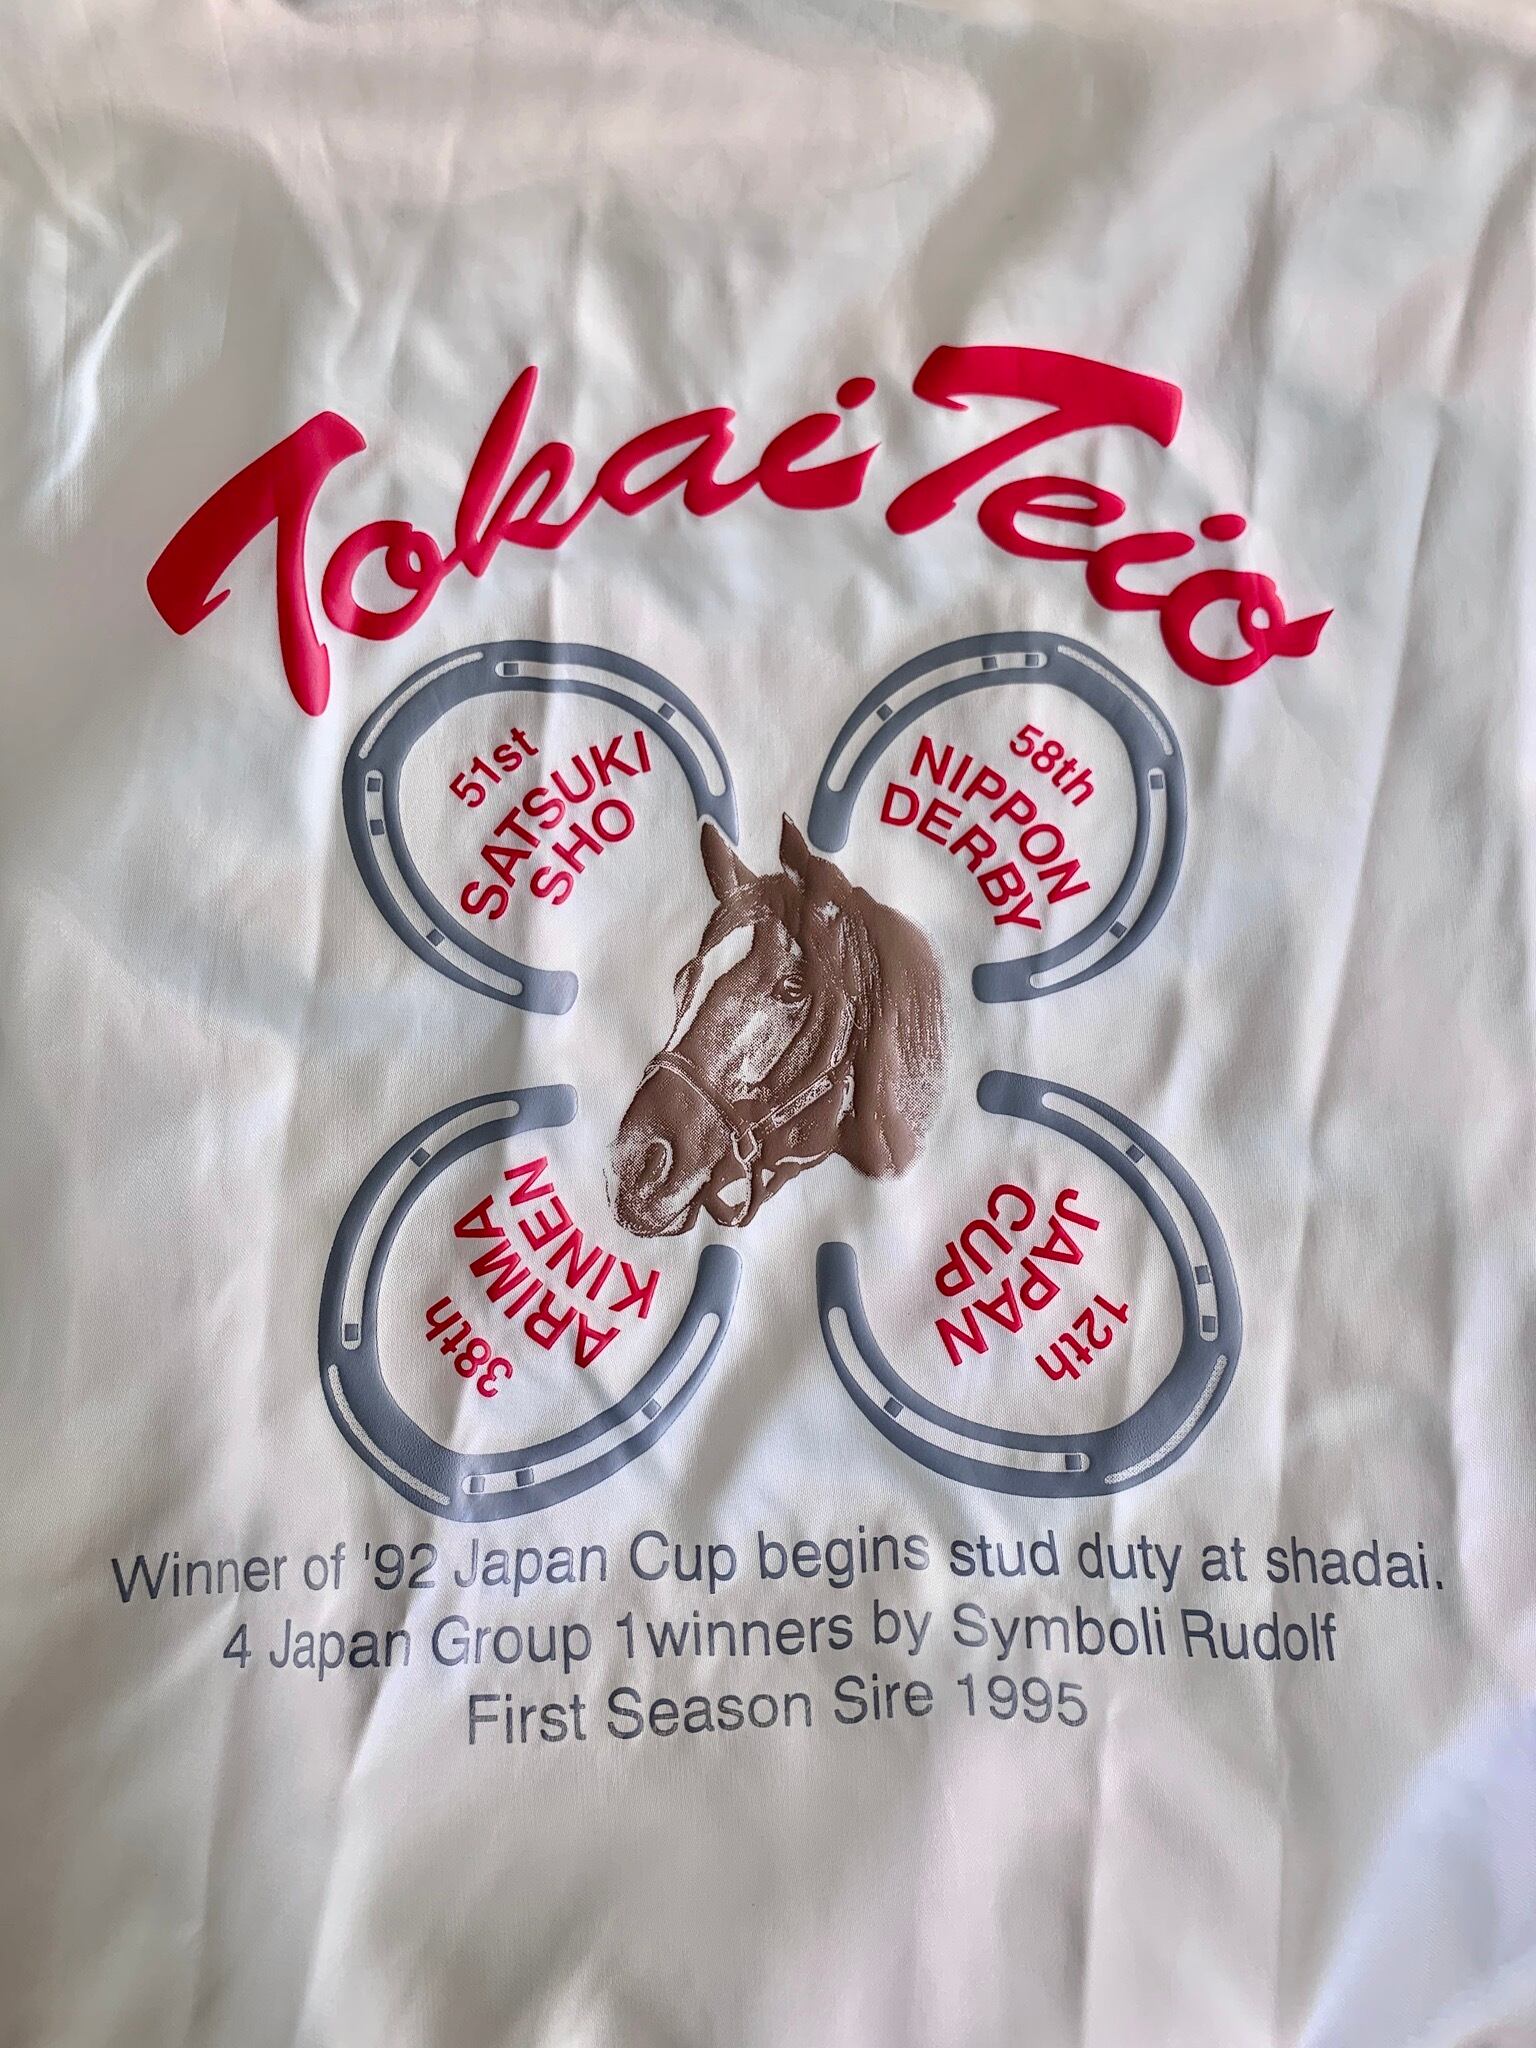 Tokai Teio
51st
SATSUKI
SHO
58th
NIPPON
DERBY
38th
ARIMA
KINEN
12th
JAPAN
CUP
Winner of '92 Japan Cup begins stud duty at shadai.
4 Japan Group 1winners by Symboli Rudolf
First Season Sire 1995